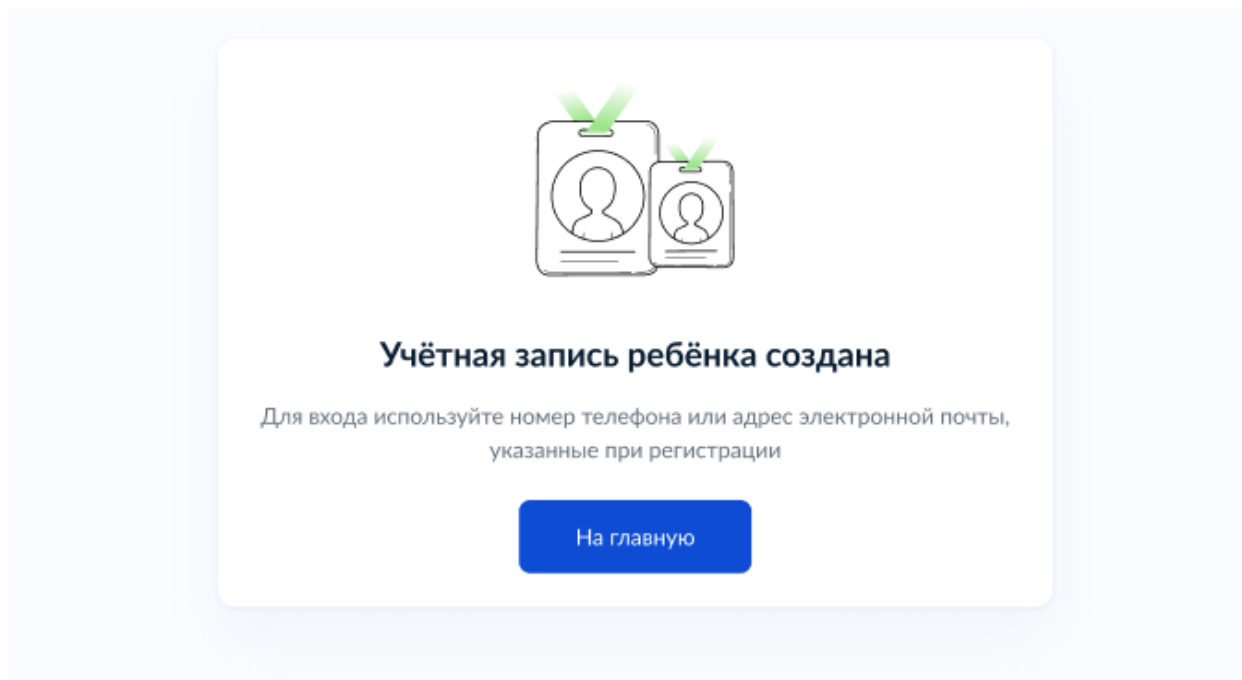 Учётная запись ребёнка создана
Для входа используйте номер телефона или адрес электронной почты,
указанные при регистрации
На главную